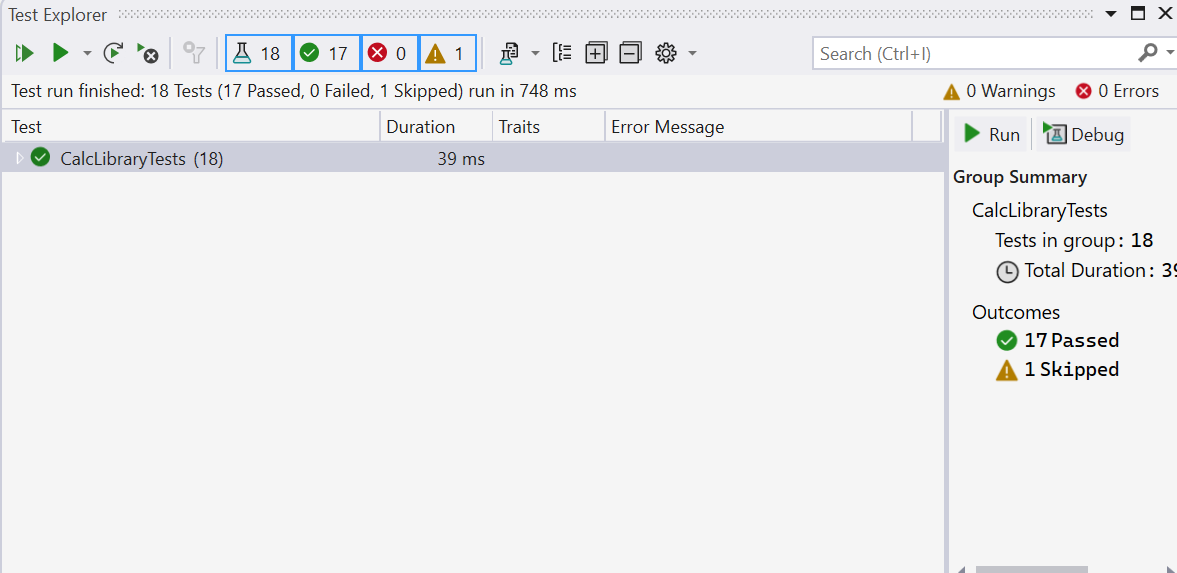 Test Explorer
18 17 0 1 Search (Ctrl+I)
Test run finished: 18 Tests (17 Passed, 0 Failed, 1 Skipped) run in 748 ms 0 Warnings 0 Errors
Test Duration Traits Error Message
CalcLibraryTests (18) 39 ms
Run Debug
Group Summary
CalcLibraryTests
Tests in group: 18
Total Duration: 39
Outcomes
17 Passed
1 Skipped